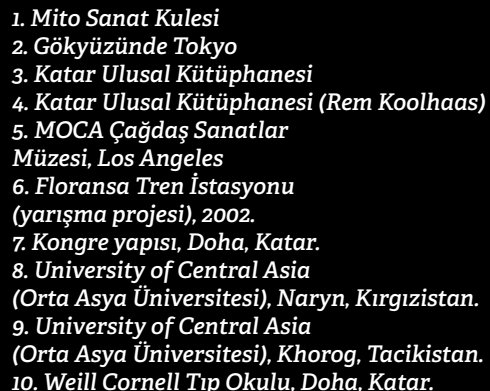 1. Mito Sanat Kulesi
2. Gökyüzünde Tokyo
3. Katar Ulusal Kütüphanesi
4. Katar Ulusal Kütüphanesi (Rem Koolhaas)
5. MOCA Çağdaş Sanatlar
Müzesi, Los Angeles
6. Floransa Tren İstasyonu
(yarışma projesi), 2002.
7. Kongre yapısı, Doha, Katar.
8. University of Central Asia
(Orta Asya Üniversitesi), Naryn, Kırgızistan.
9. University of Central Asia
(Orta Asya Üniversitesi), Khorog, Tacikistan.
10. Weill Cornell Tıp Okulu, Doha, Katar.